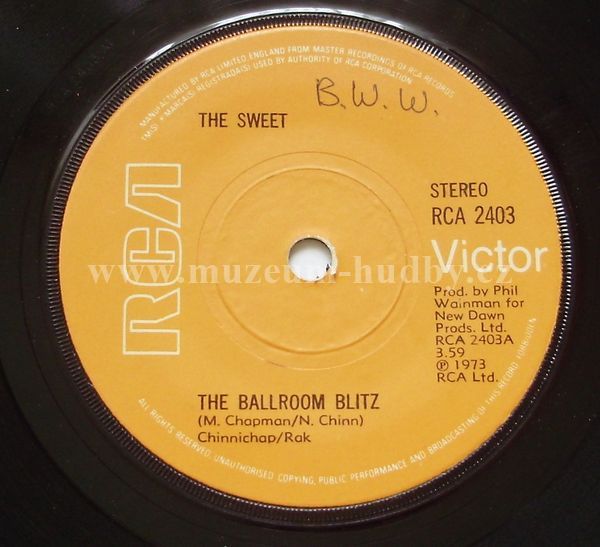 MANUFACTURED BY RCA LIMITED, ENGLAND FROM MASTER RECORDINGS OF RCA RECORDS
TM(S) ® MARCA(S) REGISTRADA(S) USED BY AUTHORITY OF RCA CORPORATION
B.W.W.
THE SWEET
RCA
STEREO
RCA 2403
Victor
www.muzeum-hudby.cz
Prod. by Phil
Wainman for
New Dawn
Prods. Ltd.
RCA 2403A
3.59
℗ 1973
RCA Ltd.
THE BALLROOM BLITZ
(M. Chapman/N. Chinn)
Chinnichap/Rak
ALL RIGHTS RESERVED UNAUTHORISED COPYING, PUBLIC PERFORMANCE AND BROADCASTING OF THIS RECORD FORBIDDEN